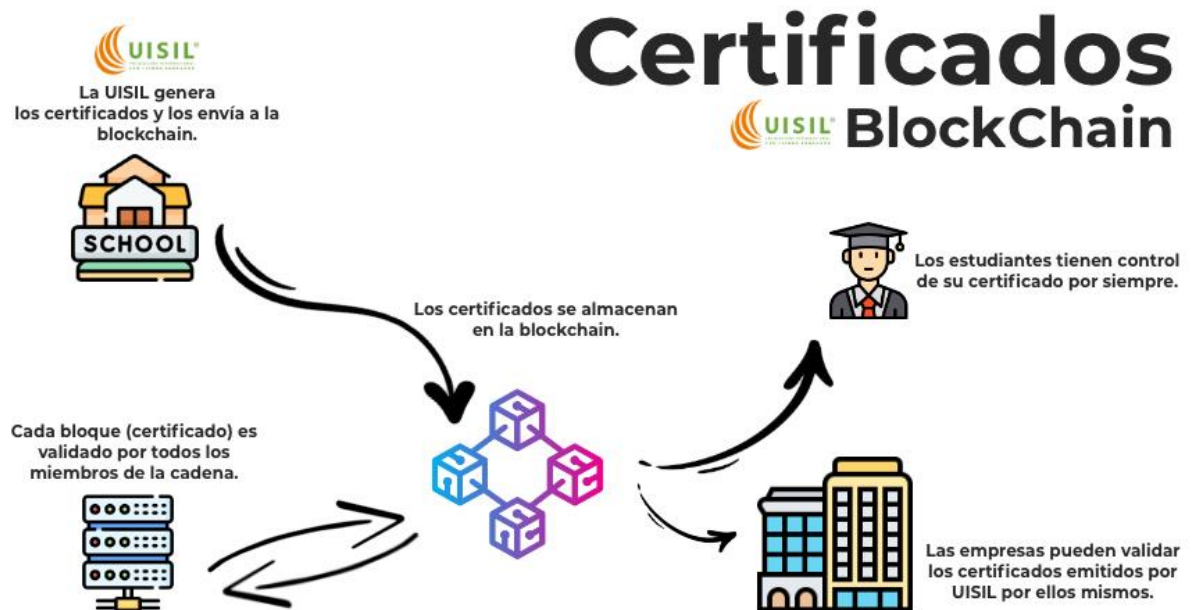 Certificados
UISIL® BlockChain
UISIL®
La UISIL genera
los certificados y los envía a la
blockchain.
SCHOOL
Los certificados se almacenan
en la blockchain.
Los estudiantes tienen control
de su certificado por siempre.
Cada bloque (certificado) es
validado por todos los
miembros de la cadena.
Las empresas pueden validar
los certificados emitidos por
UISIL por ellos mismos.